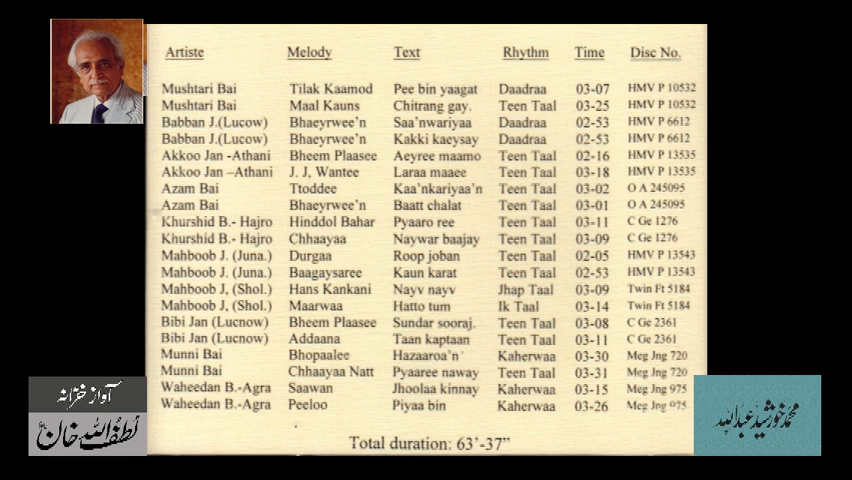 Artiste Melody Text Rhythm Time Disc No.
Mushtari Bai Tilak Kaamod Pee bin yaagat Daadraa 03-07 HMV P 10532
Mushtari Bai Maal Kauns Chitrang gay. Teen Taal 03-25 HMV P 10532
Babban J.(Lucow) Bhaeyrwee'n Saa'nwariyaa Daadraa 02-53 HMV P 6612
Babban J.(Lucow) Bhaeyrwee'n Kakki kaeysay Daadraa 02-53 HMV P 6612
Akkoo Jan -Athani Bheem Plaasee Aeyree maamo Teen Taal 02-16 HMV P 13535
Akkoo Jan –Athani J. J, Wantee Laraa maaee Teen Taal 03-18 HMV P 13535
Azam Bai Ttoddee Kaa'nkariyaa'n Teen Taal 03-02 O A 245095
Azam Bai Bhaeyrwee'n Baatt chalat Teen Taal 03-01 O A 245095
Khurshid B.- Hajro Hinddol Bahar Pyaaro ree Teen Taal 03-11 C Ge 1276
Khurshid B.- Hajro Chhaayaa Naywar baajay Teen Taal 03-09 C Ge 1276
Mahboob J. (Juna.) Durgaa Roop joban Teen Taal 02-05 HMV P 13543
Mahboob J. (Juna.) Baagaysaree Kaun karat Teen Taal 02-53 HMV P 13543
Mahboob J, (Shol.) Hans Kankani Nayv nayv Jhap Taal 03-09 Twin Ft 5184
Mahboob J, (Shol.) Maarwaa Hatto tum Ik Taal 03-14 Twin Ft 5184
Bibi Jan (Lucnow) Bheem Plaasee Sundar sooraj. Teen Taal 03-08 C Ge 2361
Bibi Jan (Lucnow) Addaana Taan kaptaan Teen Taal 03-11 C Ge 2361
Munni Bai Bhopaalee Hazaaroa'n Kaherwaa 03-30 Meg Jng 720
Munni Bai Chhaayaa Natt Pyaaree naway Teen Taal 03-31 Meg Jng 720
Waheedan B.-Agra Saawan Jhoolaa kinnay Kaherwaa 03-15 Meg Jng 975
Waheedan B.-Agra Peeloo Piyaa bin Kaherwaa 03-26 Meg Jng 975
Total duration: 63'-37"
آواز خزانہ
لطف اللہ خان
محمد خورشید عبداللہ